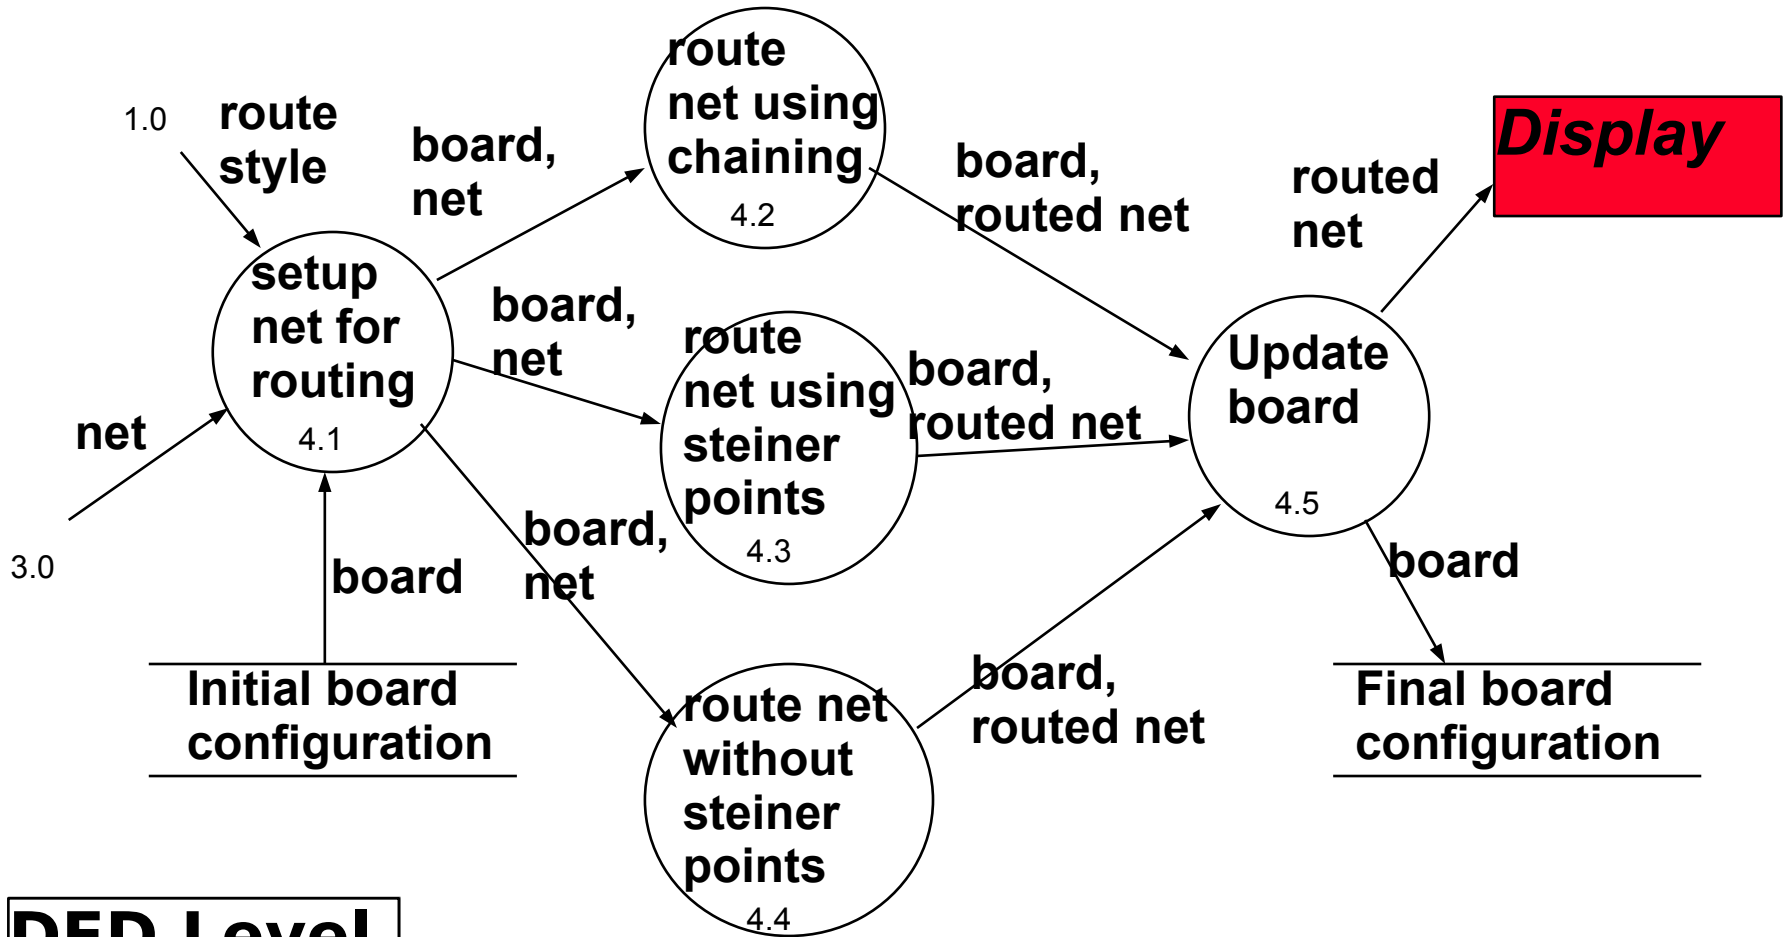 route
net using
chaining
4.2
1.0
route
style
board,
net
board,
routed net
routed
net
Display
setup
net for
routing
4.1
board,
net
route
net using
steiner
points
4.3
board,
routed net
Update
board
4.5
net
3.0
board
board,
net
board
Initial board
configuration
route net
without
steiner
points
4.4
board,
routed net
Final board
configuration
DFD Level